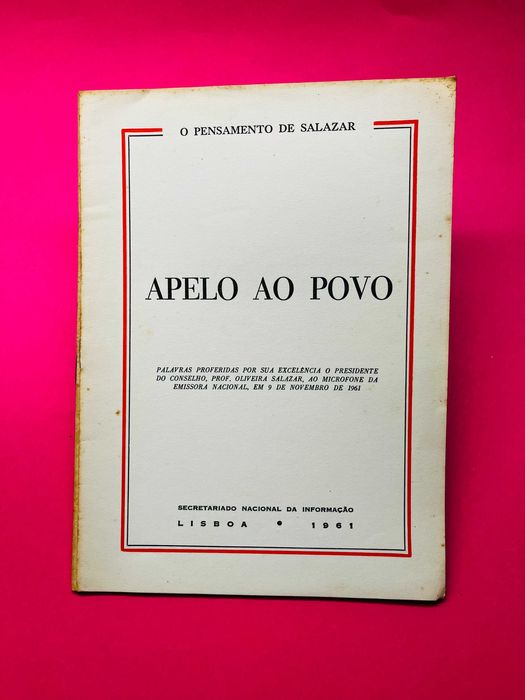 O PENSAMENTO DE SALAZAR
APELO AO POVO
PALAVRAS PROFERIDAS POR SUA EXCELÊNCIA O PRESIDENTE
DO CONSELHO, PROF. OLIVEIRA SALAZAR, AO MICROFONE DA
EMISSORA NACIONAL, EM 9 DE NOVEMBRO DE 1961
SECRETARIADO NACIONAL DA INFORMAÇÃO
LISBOA • 1961